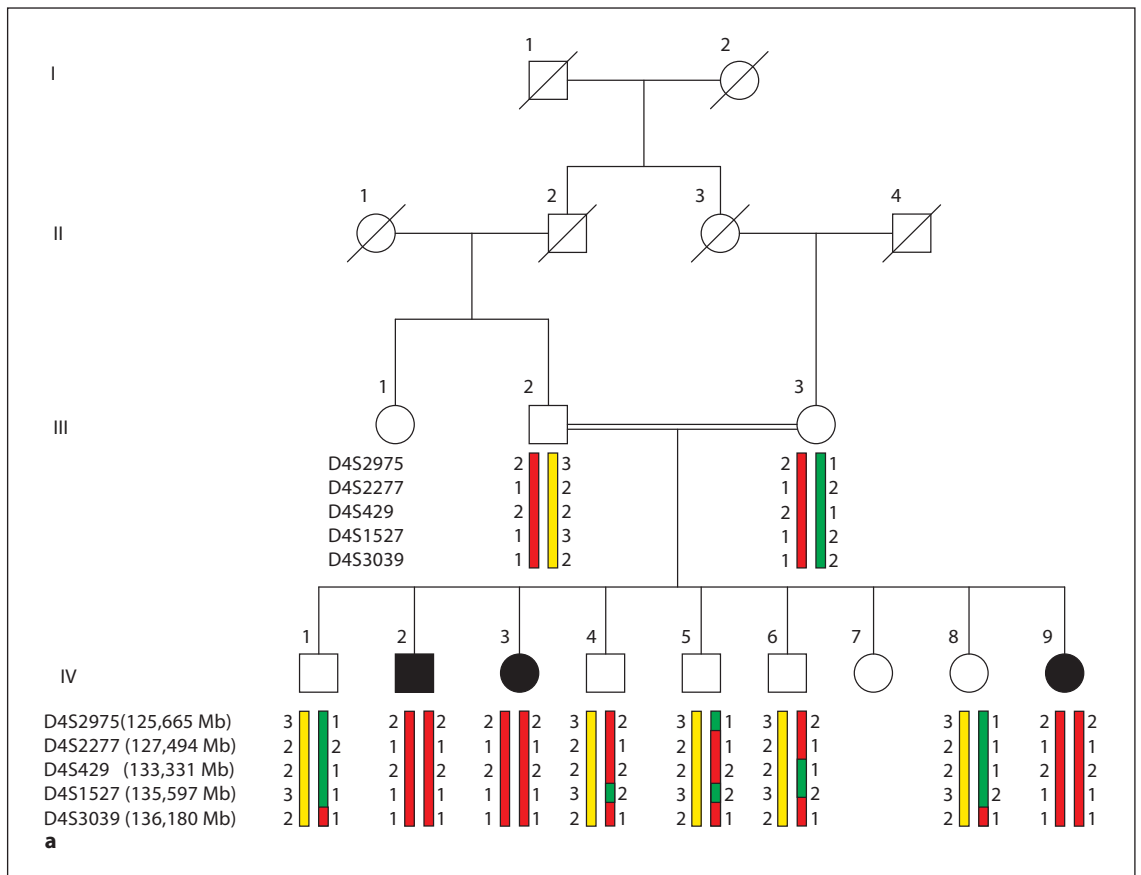 1 2
I
1 2 3 4
II
1 2 3
III
D4S2975 2 3 2 1
D4S2277 1 2 1 2
D4S429 2 2 2 1
D4S1527 1 3 1 2
D4S3039 1 2 1 2
1 2 3 4 5 6 7 8 9
IV
D4S2975(125,665 Mb) 3 1 2 2 2 2 3 2 3 1 3 2 3 1 2 2
D4S2277 (127,494 Mb) 2 2 1 1 1 1 2 1 2 1 2 1 2 1 1 1
D4S429 (133,331 Mb) 2 1 2 2 2 2 2 2 2 2 2 1 2 1 2 2
D4S1527 (135,597 Mb) 3 1 1 1 1 1 3 2 3 2 3 2 3 2 1 1
D4S3039 (136,180 Mb) 2 1 1 1 1 1 2 1 2 1 2 1 2 1 1 1
a